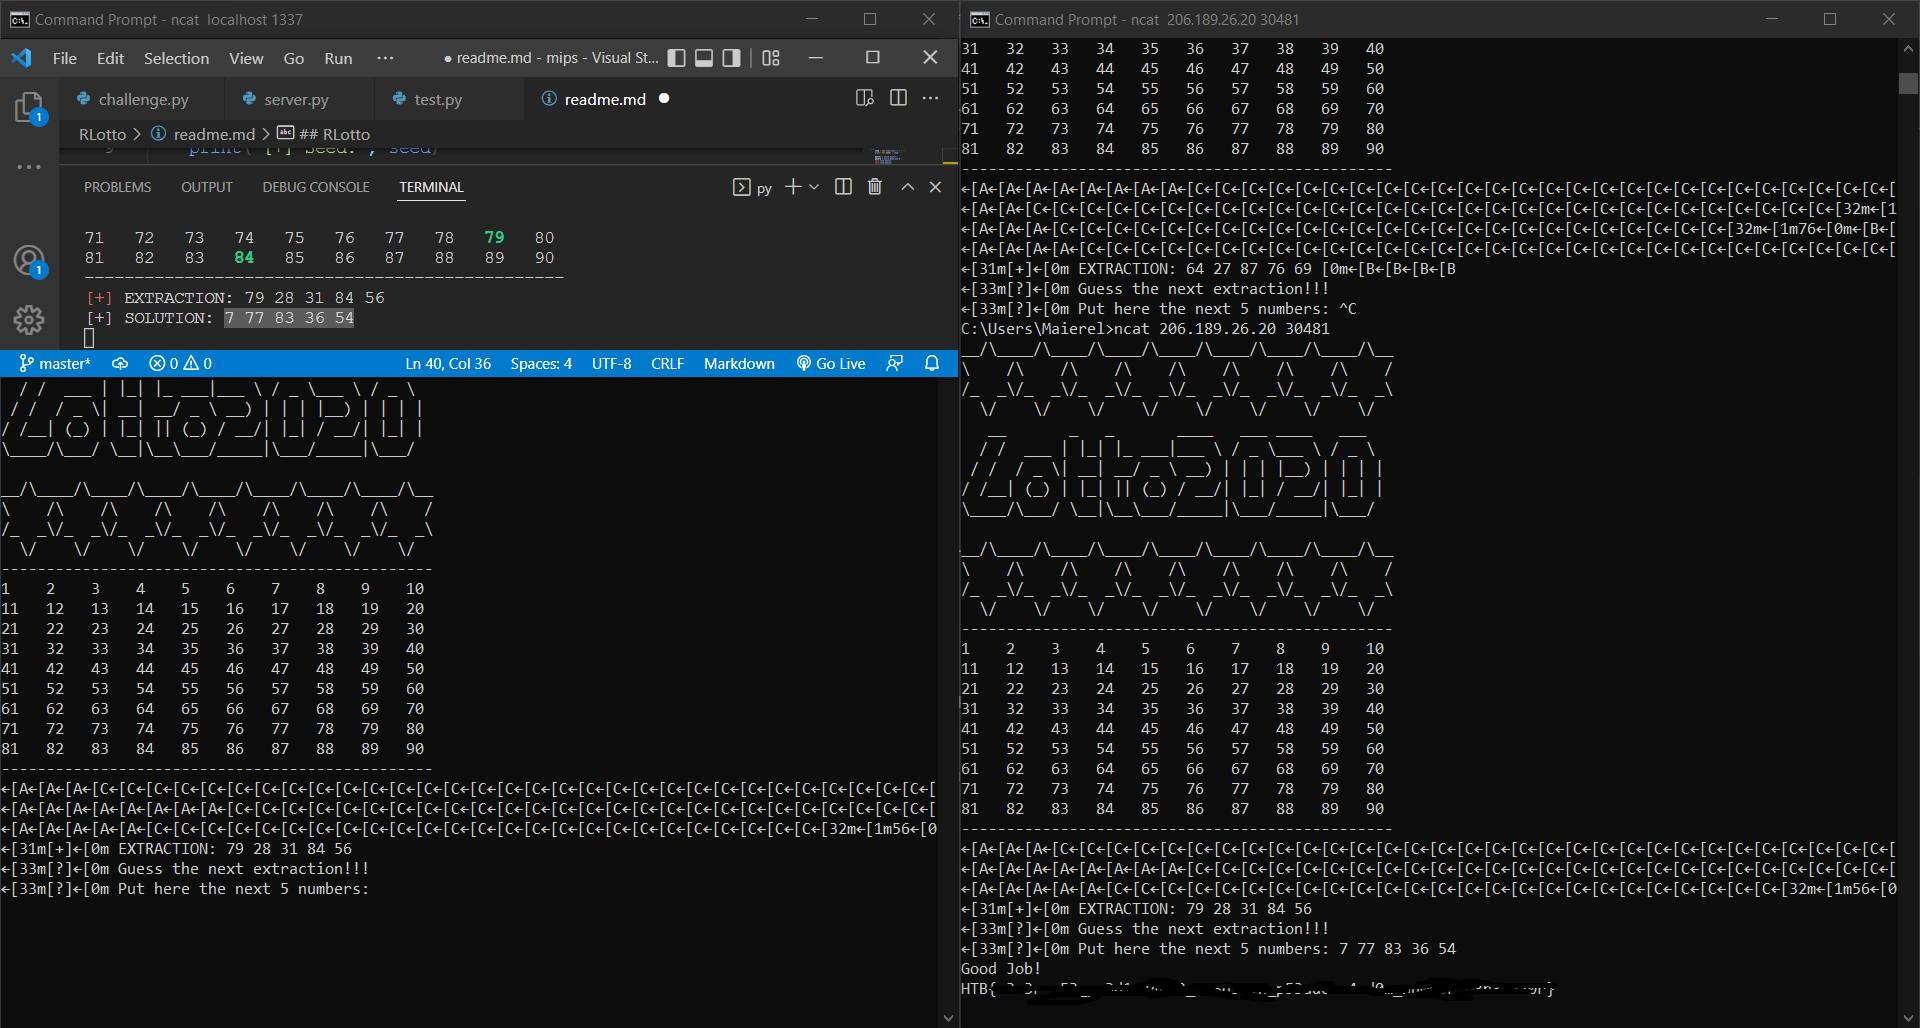 Command Prompt - ncat  localhost 1337
File Edit Selection View Go Run ··· ● readme.md - mips - Visual St...
challenge.py server.py test.py readme.md ●
RLotto > readme.md > ## RLotto
PROBLEMS OUTPUT DEBUG CONSOLE TERMINAL py
71 72 73 74 75 76 77 78 79 80
81 82 83 84 85 86 87 88 89 90
------------------------------------------------
[+] EXTRACTION: 79 28 31 84 56
[+] SOLUTION: 7 77 83 36 54
master* 0 0 Ln 40, Col 36 Spaces: 4 UTF-8 CRLF Markdown Go Live
1 2 3 4 5 6 7 8 9 10
11 12 13 14 15 16 17 18 19 20
21 22 23 24 25 26 27 28 29 30
31 32 33 34 35 36 37 38 39 40
41 42 43 44 45 46 47 48 49 50
51 52 53 54 55 56 57 58 59 60
61 62 63 64 65 66 67 68 69 70
71 72 73 74 75 76 77 78 79 80
81 82 83 84 85 86 87 88 89 90
------------------------------------------------
←[31m[+]←[0m EXTRACTION: 79 28 31 84 56
←[33m[?]←[0m Guess the next extraction!!!
←[33m[?]←[0m Put here the next 5 numbers:
Command Prompt - ncat  206.189.26.20 30481
31 32 33 34 35 36 37 38 39 40
41 42 43 44 45 46 47 48 49 50
51 52 53 54 55 56 57 58 59 60
61 62 63 64 65 66 67 68 69 70
71 72 73 74 75 76 77 78 79 80
81 82 83 84 85 86 87 88 89 90
------------------------------------------------
←[31m[+]←[0m EXTRACTION: 64 27 87 76 69 [0m←[B←[B←[B←[B
←[33m[?]←[0m Guess the next extraction!!!
←[33m[?]←[0m Put here the next 5 numbers: ^C
C:\Users\Maierel>ncat 206.189.26.20 30481
1 2 3 4 5 6 7 8 9 10
11 12 13 14 15 16 17 18 19 20
21 22 23 24 25 26 27 28 29 30
31 32 33 34 35 36 37 38 39 40
41 42 43 44 45 46 47 48 49 50
51 52 53 54 55 56 57 58 59 60
61 62 63 64 65 66 67 68 69 70
71 72 73 74 75 76 77 78 79 80
81 82 83 84 85 86 87 88 89 90
------------------------------------------------
←[31m[+]←[0m EXTRACTION: 79 28 31 84 56
←[33m[?]←[0m Guess the next extraction!!!
←[33m[?]←[0m Put here the next 5 numbers: 7 77 83 36 54
Good Job!
HTB{